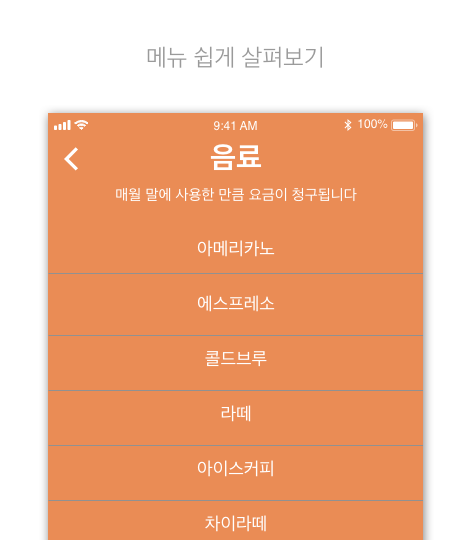 메뉴 쉽게 살펴보기
9:41 AM
100%
음료
매월 말에 사용한 만큼 요금이 청구됩니다
아메리카노
에스프레소
콜드브루
라떼
아이스커피
차이라떼